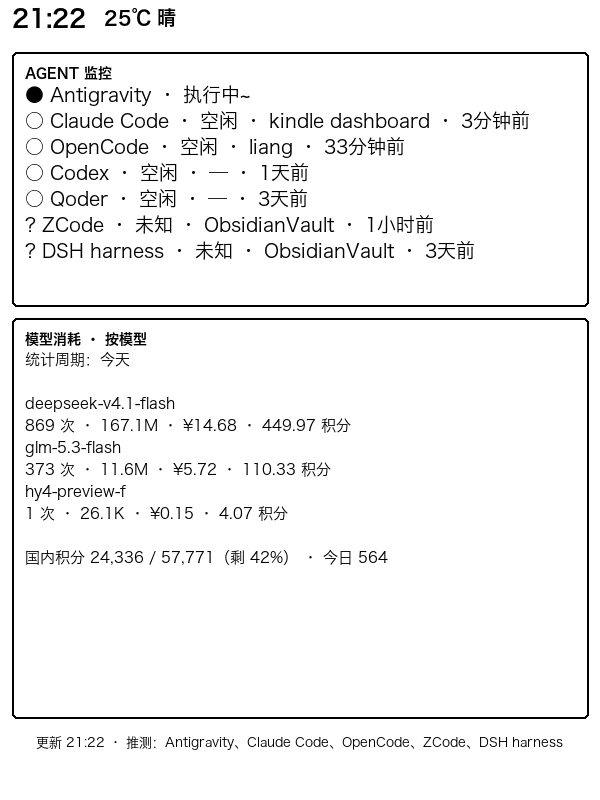 21:22 25℃ 晴
AGENT 监控
● Antigravity · 执行中~
○ Claude Code · 空闲 · kindle dashboard · 3分钟前
○ OpenCode · 空闲 · liang · 33分钟前
○ Codex · 空闲 · — · 1天前
○ Qoder · 空闲 · — · 3天前
? ZCode · 未知 · ObsidianVault · 1小时前
? DSH harness · 未知 · ObsidianVault · 3天前
模型消耗 · 按模型
统计周期：今天
deepseek-v4.1-flash
869 次 · 167.1M · ¥14.68 · 449.97 积分
glm-5.3-flash
373 次 · 11.6M · ¥5.72 · 110.33 积分
hy4-preview-f
1 次 · 26.1K · ¥0.15 · 4.07 积分
国内积分 24,336 / 57,771（剩 42%） · 今日 564
更新 21:22 · 推测：Antigravity、Claude Code、OpenCode、ZCode、DSH harness